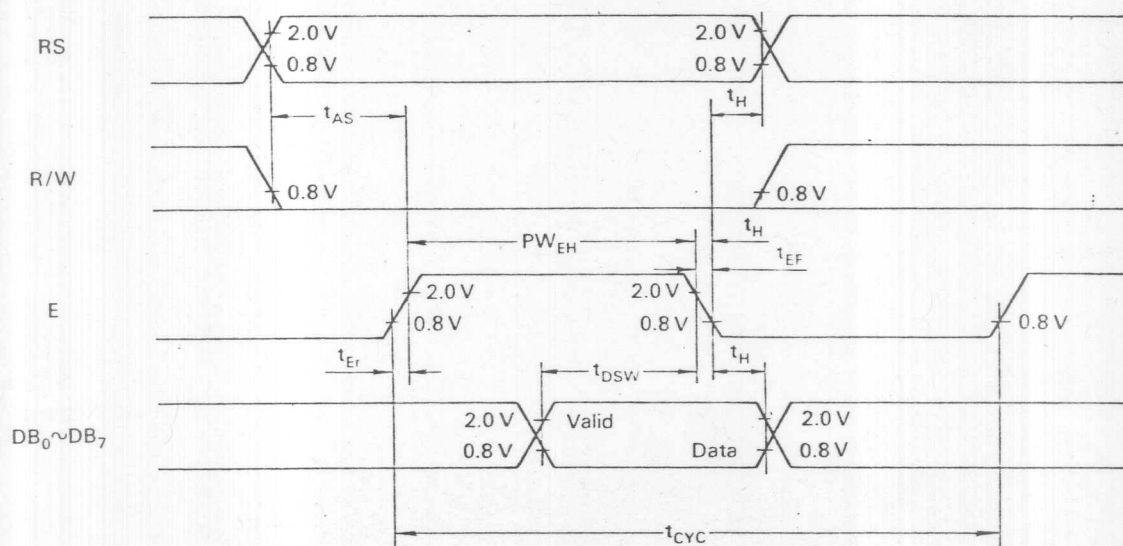 RS
2.0 V
0.8 V
2.0 V
0.8 V
t_H
t_AS
R/W
0.8 V
0.8 V
PW_EH
t_H
t_EF
E
2.0 V
0.8 V
2.0 V
0.8 V
0.8 V
t_Er
t_DSW
t_H
DB₀~DB₇
2.0 V
0.8 V
Valid
Data
2.0 V
0.8 V
t_CYC